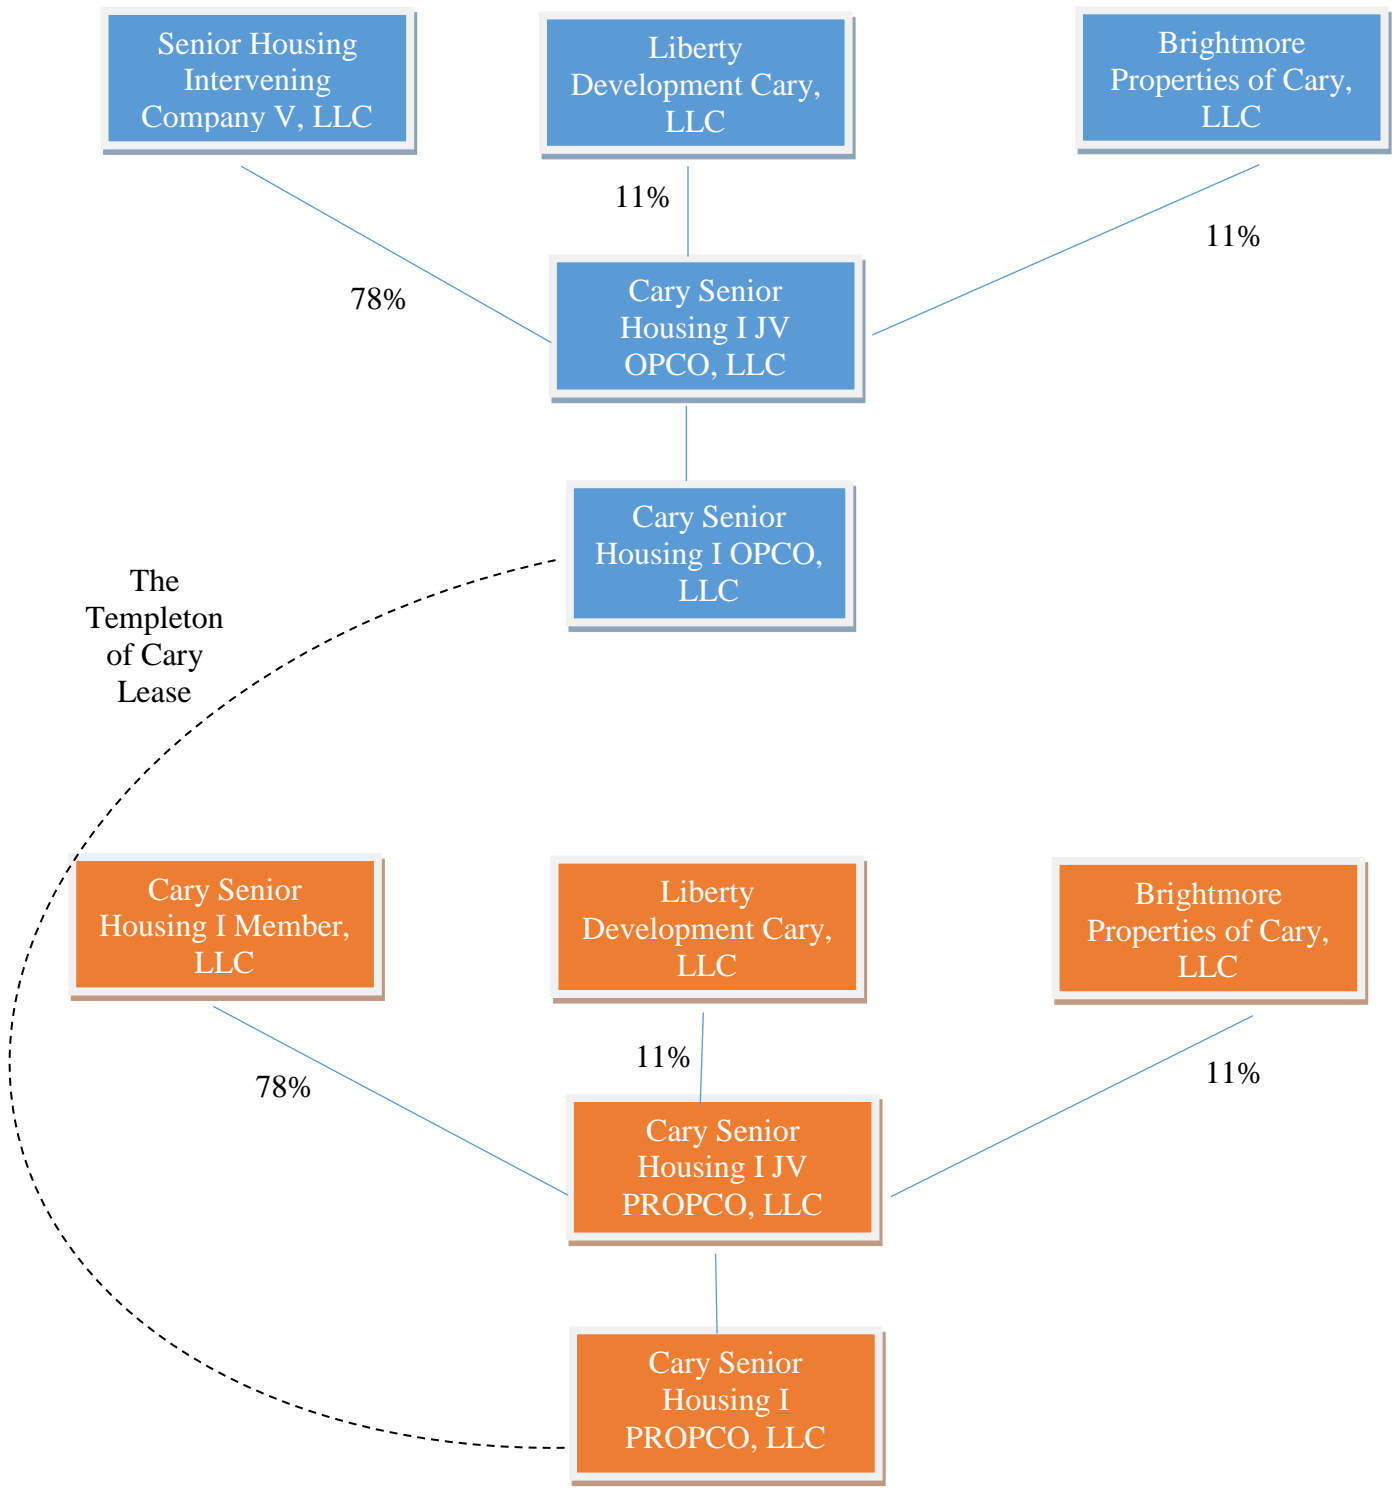 Senior Housing
Intervening
Company V, LLC
Liberty
Development Cary,
LLC
Brightmore
Properties of Cary,
LLC
11%
11%
78%
Cary Senior
Housing I JV
OPCO, LLC
Cary Senior
Housing I OPCO,
LLC
The
Templeton
of Cary
Lease
Cary Senior
Housing I Member,
LLC
Liberty
Development Cary,
LLC
Brightmore
Properties of Cary,
LLC
11%
78%
11%
Cary Senior
Housing I JV
PROPCO, LLC
Cary Senior
Housing I
PROPCO, LLC